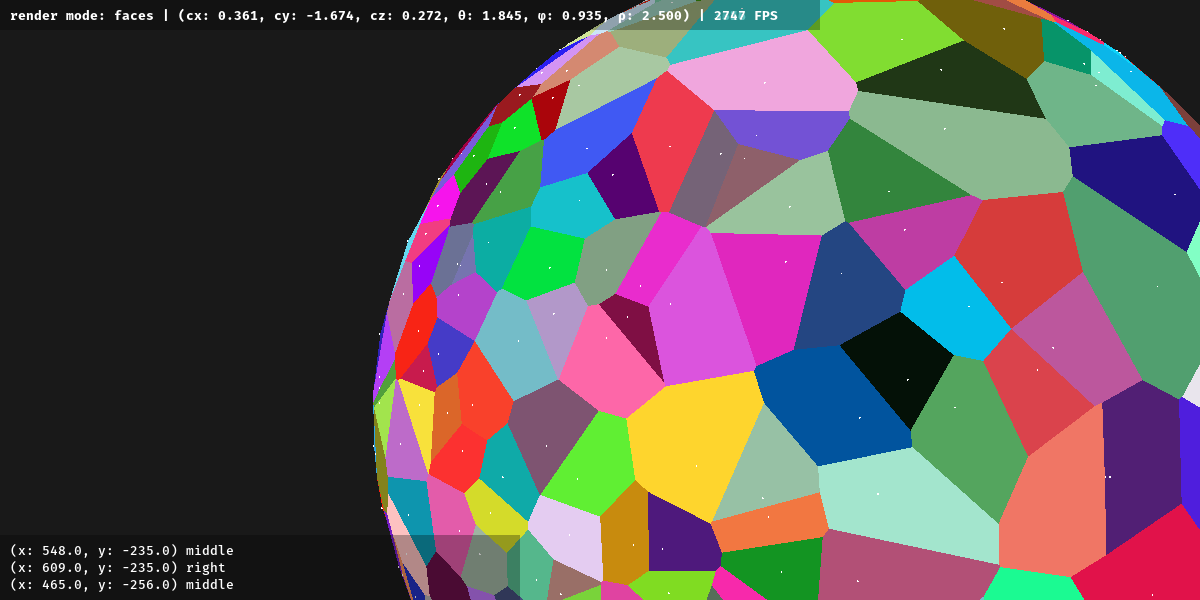 render mode: faces | (cx: 0.361, cy: -1.674, cz: 0.272, θ: 1.845, φ: 0.935, ρ: 2.500) | 2747 FPS
(x: 548.0, y: -235.0) middle
(x: 609.0, y: -235.0) right
(x: 465.0, y: -256.0) middle